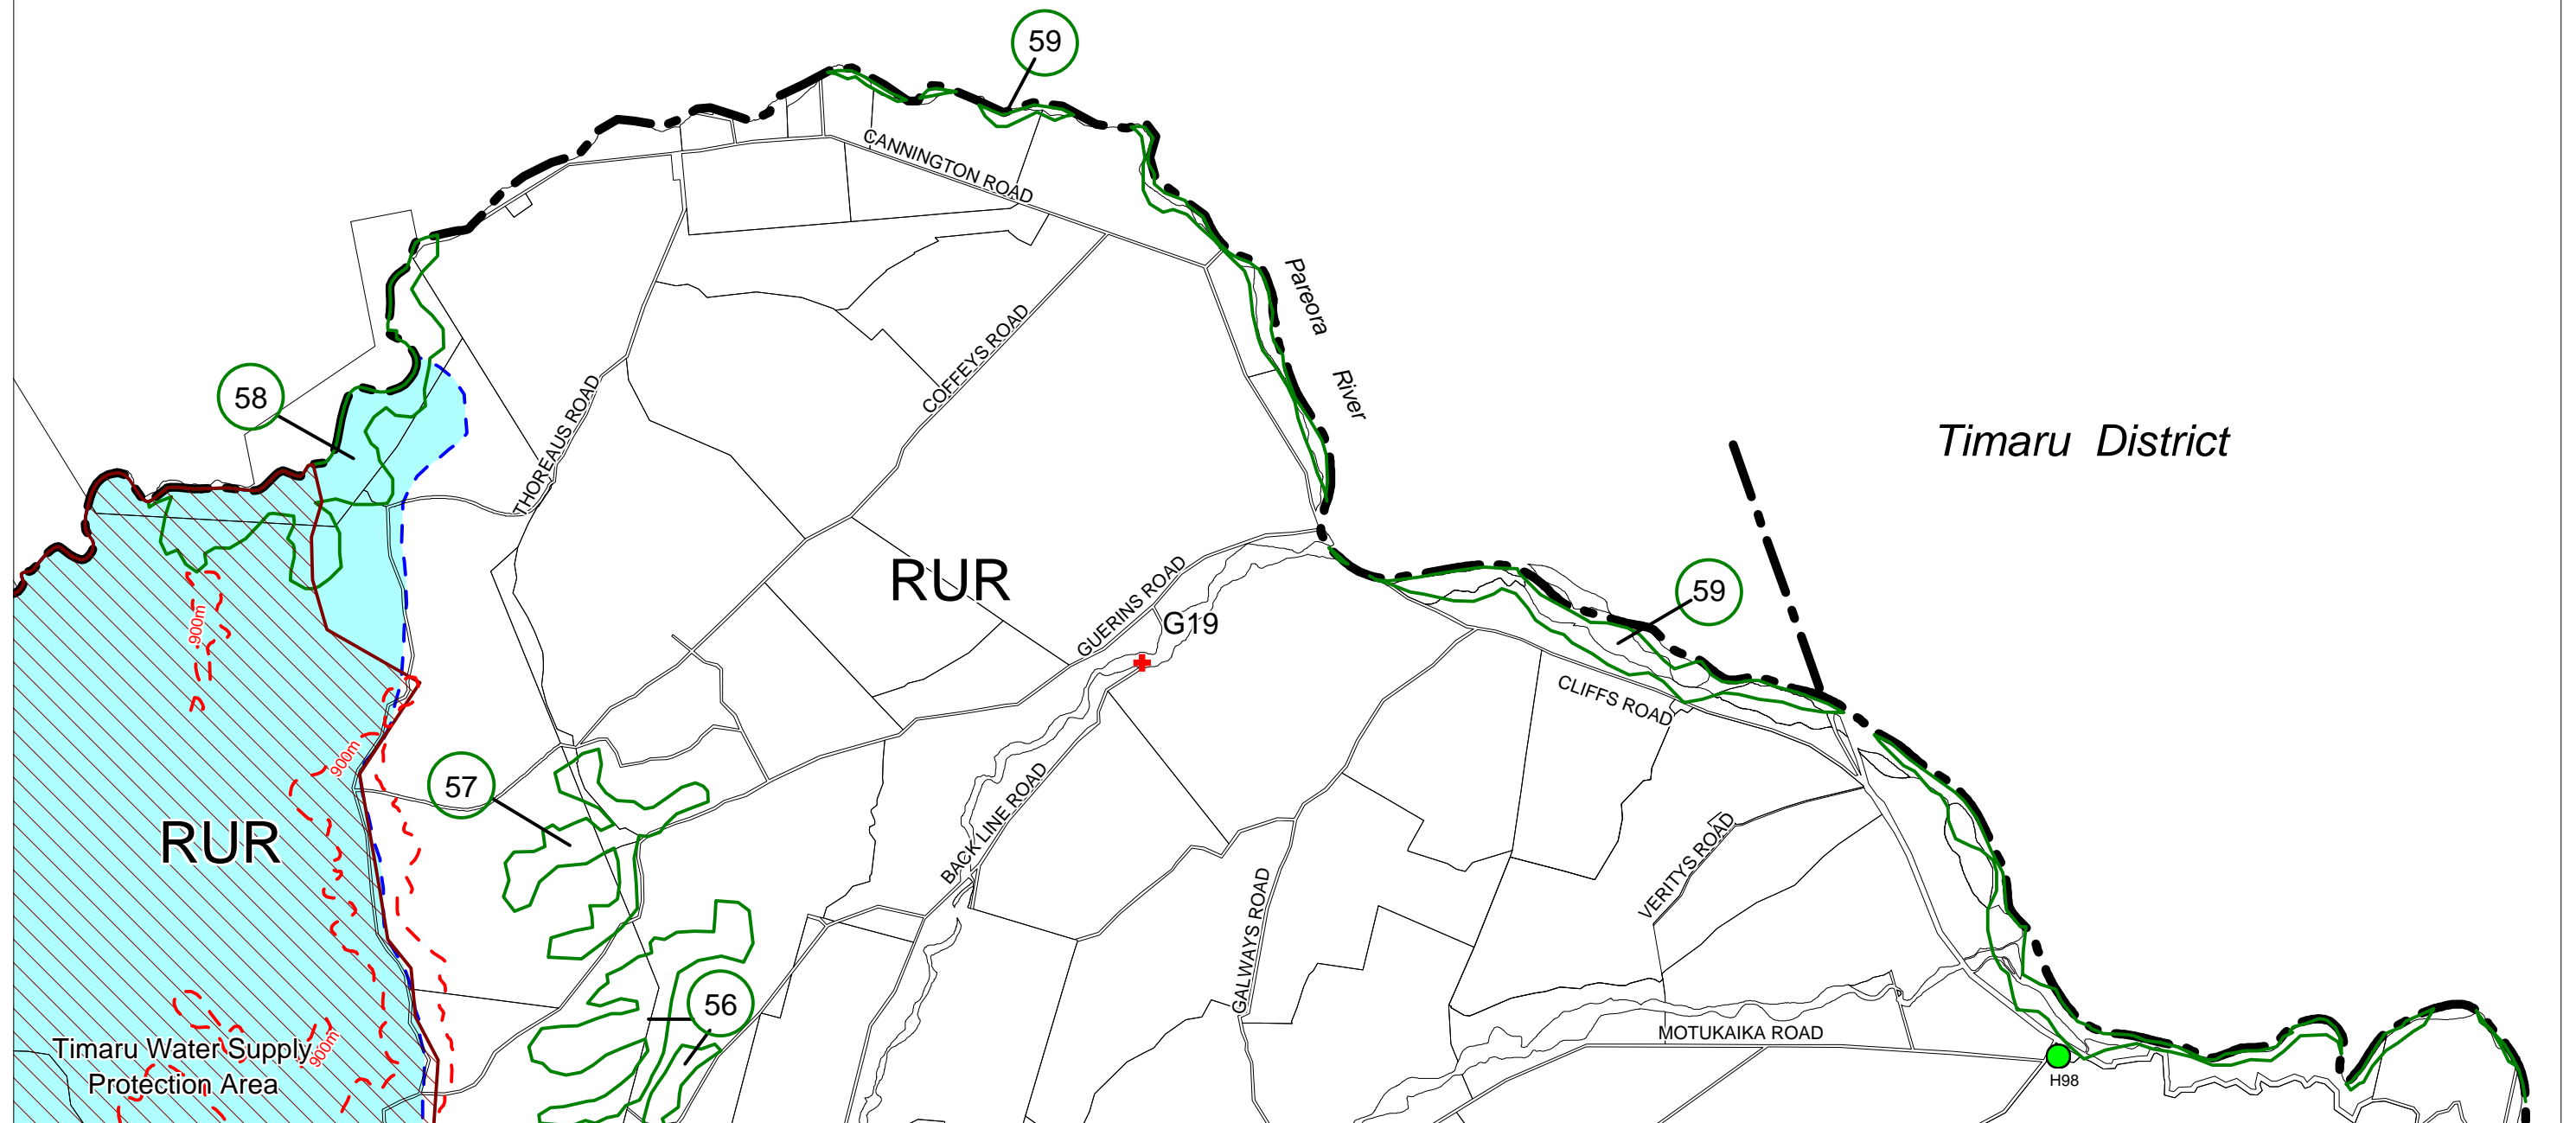 59
CANNINGTON ROAD
Pareora River
58
COFFEYS ROAD
THOREAUS ROAD
Timaru District
RUR
GUERINS ROAD
G19
59
900m
CLIFFS ROAD
900m
57
RUR
BACK LINE ROAD
VERITYS ROAD
GALWAYS ROAD
56
MOTUKAIKA ROAD
900m
Timaru Water Supply
Protection Area
H98